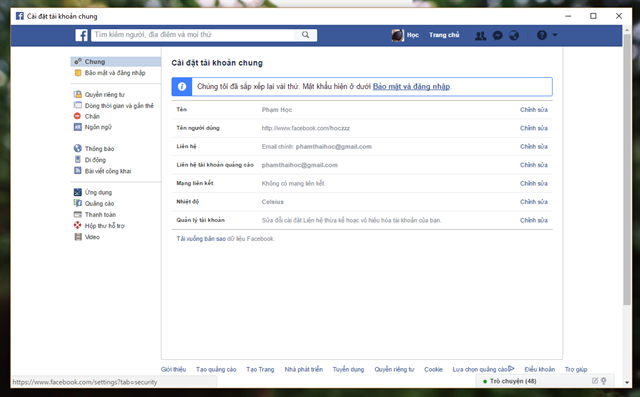 Cài đặt tài khoản chung
Tìm kiếm người, địa điểm và mọi thứ
Học
Trang chủ
Chung
Bảo mật và đăng nhập
Quyền riêng tư
Dòng thời gian và gắn thẻ
Chặn
Ngôn ngữ
Thông báo
Di động
Bài viết công khai
Ứng dụng
Quảng cáo
Thanh toán
Hộp thư hỗ trợ
Video
Cài đặt tài khoản chung
Chúng tôi đã sắp xếp lại vài thứ. Mật khẩu hiện ở dưới Bảo mật và đăng nhập.
Tên Phạm Học Chỉnh sửa
Tên người dùng http://www.facebook.com/hoczzz Chỉnh sửa
Liên hệ Email chính: phamthaihoc@gmail.com Chỉnh sửa
Liên hệ tài khoản quảng cáo phamthaihoc@gmail.com Chỉnh sửa
Mạng liên kết Không có mạng liên kết. Chỉnh sửa
Nhiệt độ Celsius Chỉnh sửa
Quản lý tài khoản Sửa đổi cài đặt Liên hệ thừa kế hoặc vô hiệu hóa tài khoản của bạn. Chỉnh sửa
Tải xuống bản sao dữ liệu Facebook.
Giới thiệu Tạo quảng cáo Tạo Trang Nhà phát triển Tuyển dụng Quyền riêng tư Cookie Lựa chọn quảng cáo Điều khoản Trợ giúp
https://www.facebook.com/settings?tab=security
Trò chuyện (48)